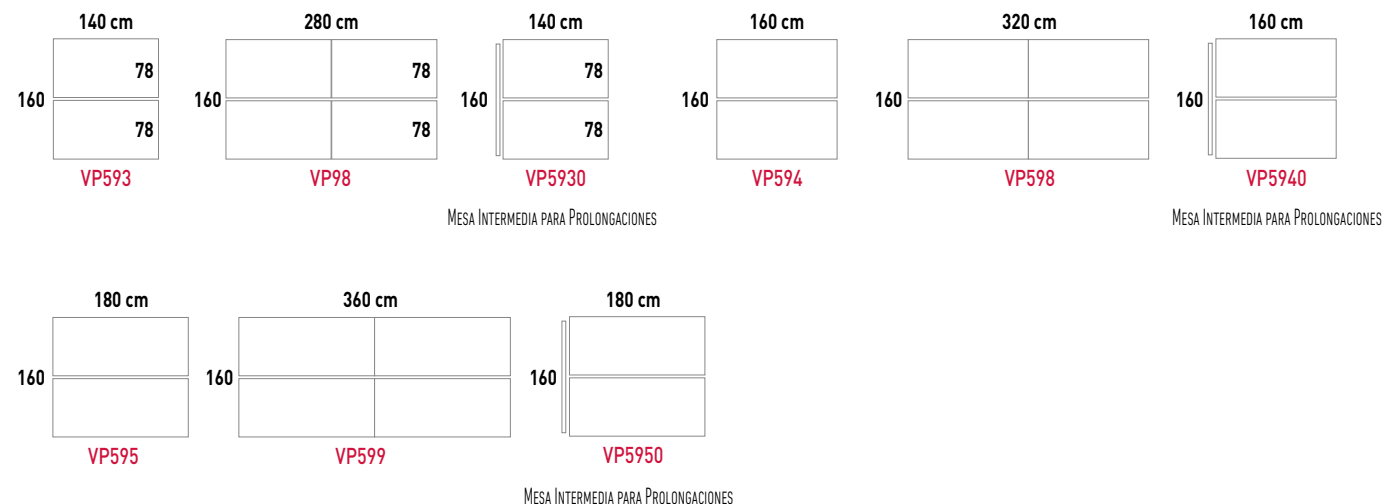 140 cm
280 cm
140 cm
160 cm
320 cm
160 cm
78
78
78
160
160
160
160
160
160
78
78
78
VP593
VP98
VP5930
VP594
VP598
VP5940
Mesa Intermedia para Prolongaciones
Mesa Intermedia para Prolongaciones
180 cm
360 cm
180 cm
160
160
160
VP595
VP599
VP5950
Mesa Intermedia para Prolongaciones